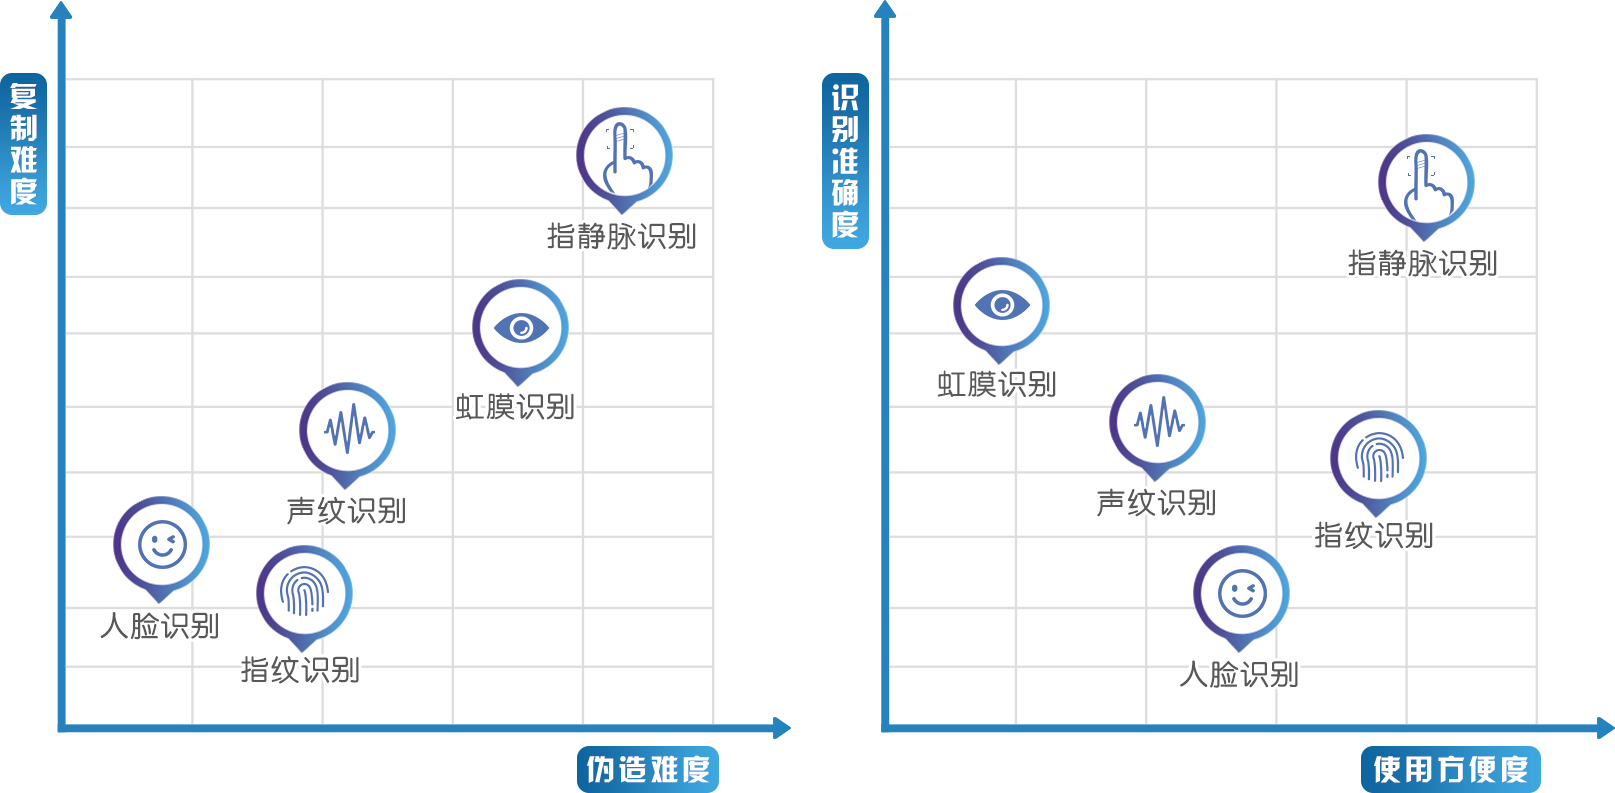 复制难度
指静脉识别
虹膜识别
声纹识别
人脸识别
指纹识别
伪造难度
识别准确度
指静脉识别
虹膜识别
声纹识别
指纹识别
人脸识别
使用方便度